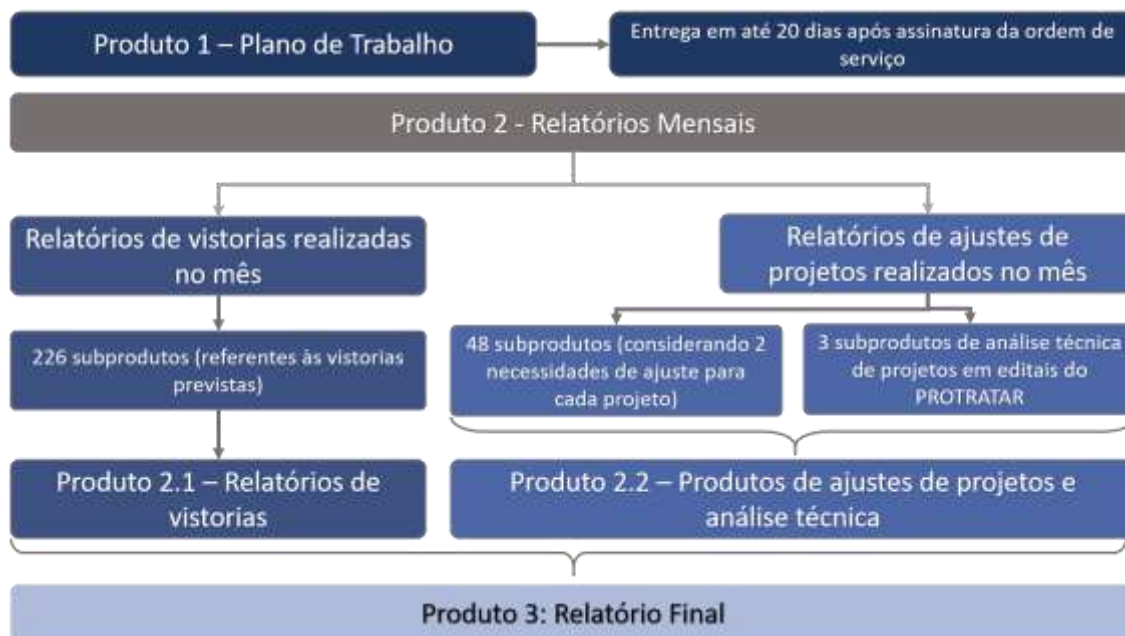 Produto 1 – Plano de Trabalho
Entrega em até 20 dias após assinatura da ordem de
serviço
Produto 2 - Relatórios Mensais
Relatórios de vistorias realizadas
no mês
Relatórios de ajustes de
projetos realizados no mês
226 subprodutos (referentes às vistorias
previstas)
48 subprodutos (considerando 2
necessidades de ajuste para
cada projeto)
3 subprodutos de análise técnica
de projetos em editais do
PROTRATAR
Produto 2.1 – Relatórios de
vistorias
Produto 2.2 – Produtos de ajustes de projetos e
análise técnica
Produto 3: Relatório Final